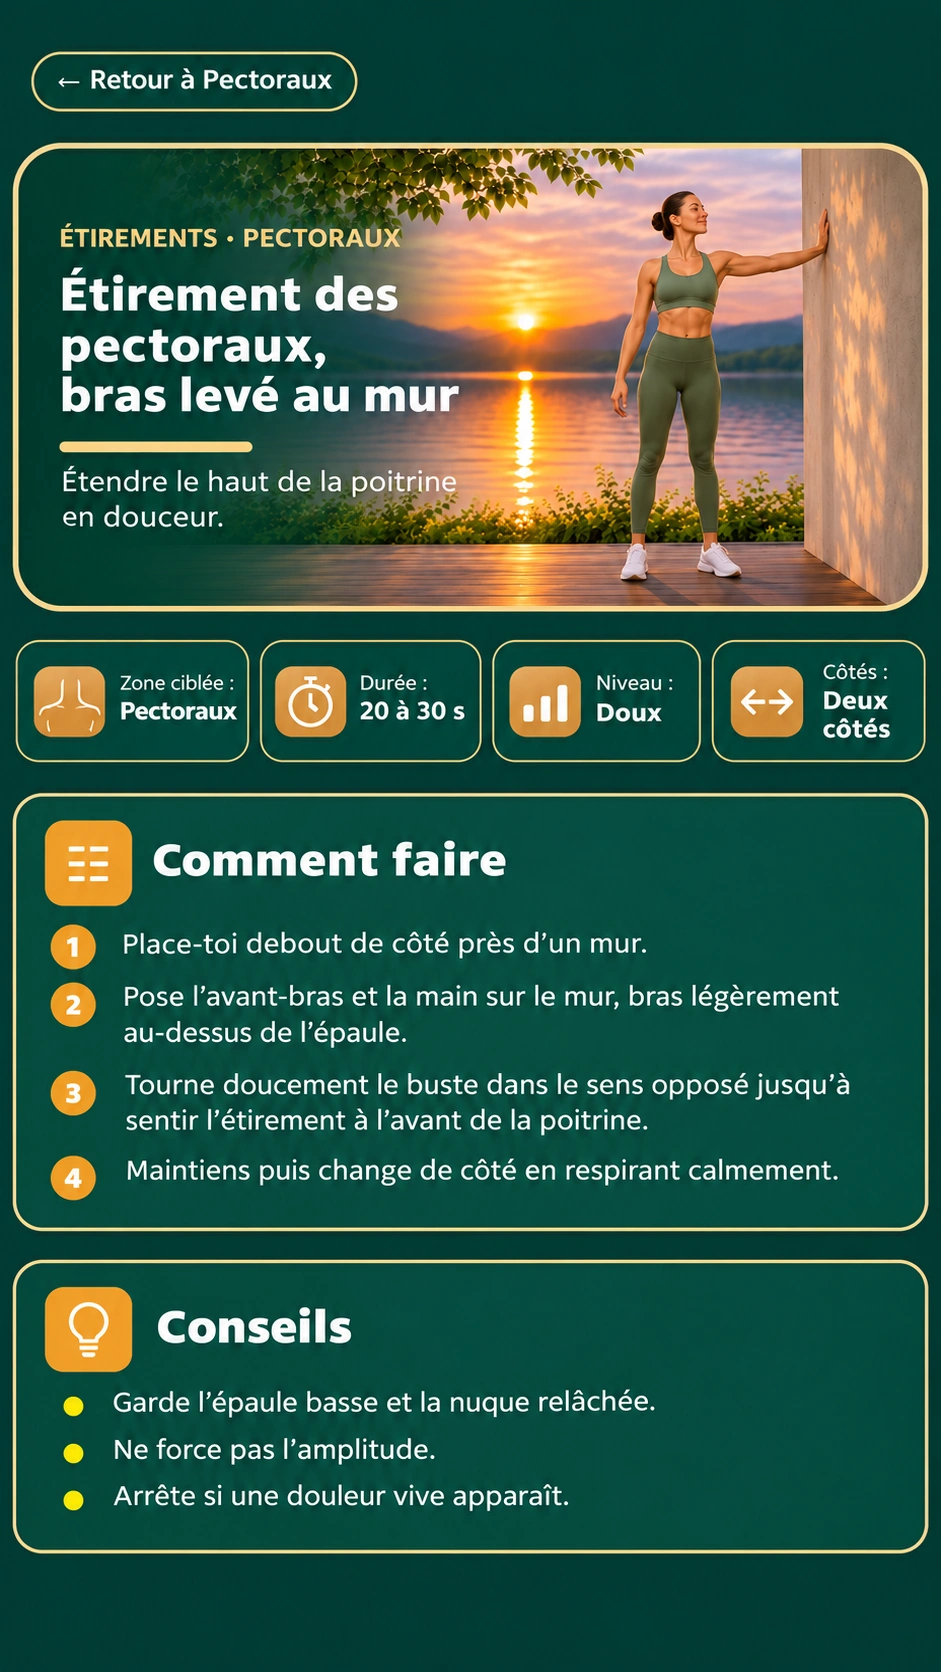 ← Retour à Pectoraux
ÉTIREMENTS • PECTORAUX
Étirement des
pectoraux,
bras levé au mur
Étendre le haut de la poitrine
en douceur.
Zone ciblée :
Pectoraux
Durée :
20 à 30 s
Niveau :
Doux
Côtés :
Deux
côtés
Comment faire
1 Place-toi debout de côté près d’un mur.
2 Pose l’avant-bras et la main sur le mur, bras légèrement
au-dessus de l’épaule.
3 Tourne doucement le buste dans le sens opposé jusqu’à
sentir l’étirement à l’avant de la poitrine.
4 Maintiens puis change de côté en respirant calmement.
Conseils
Garde l’épaule basse et la nuque relâchée.
Ne force pas l’amplitude.
Arrête si une douleur vive apparaît.